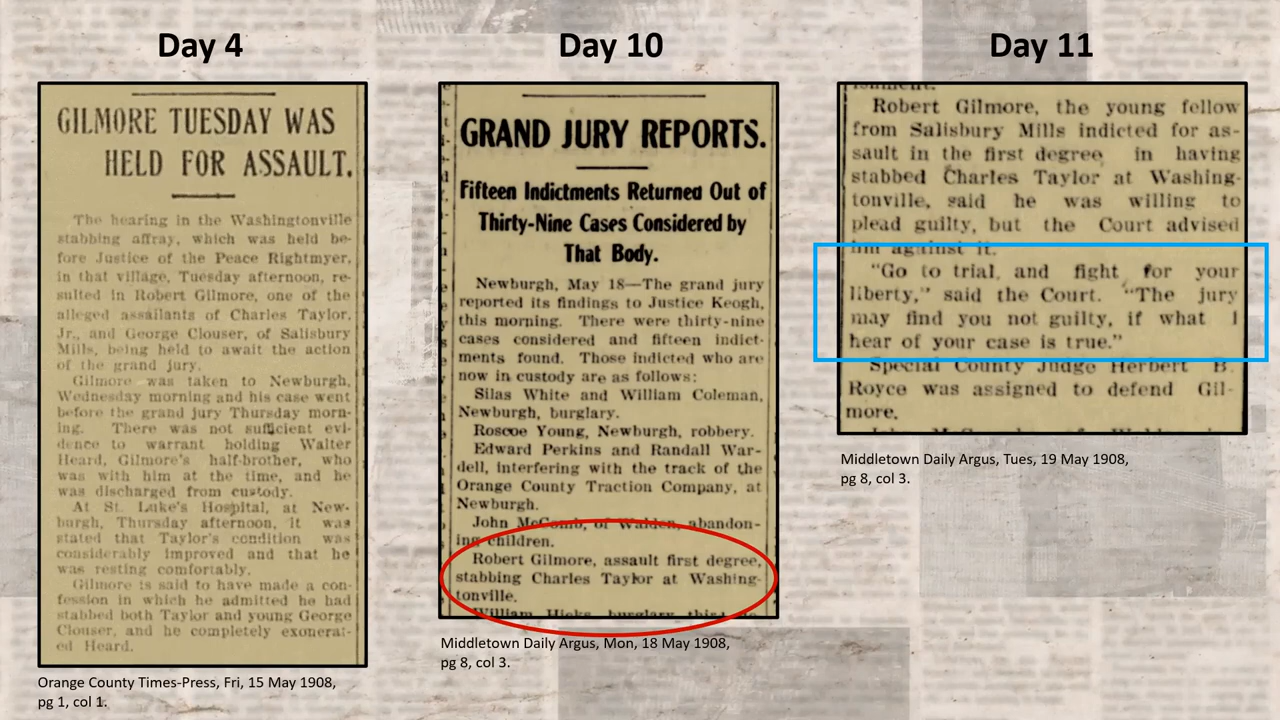 Day 4
GILMORE TUESDAY WAS
HELD FOR ASSAULT.
The hearing in the Washingtonville
stabbing affray, which was held be-
fore Justice of the Peace Rightmyer,
in that village, Tuesday afternoon, re-
sulted in Robert Gilmore, one of the
alleged assailants of Charles Taylor,
Jr., and George Clouser, of Salisbury
Mills, being held to await the action
of the grand jury.
Gilmore was taken to Newburgh,
Wednesday morning and his case went
before the grand jury Thursday morn-
ing. There was not sufficient evi-
dence to warrant holding Walter
Heard, Gilmore's half-brother, who
was with him at the time, and he
was discharged from custody.
At St. Luke's Hospital, at New-
burgh, Thursday afternoon, it was
stated that Taylor's condition was
considerably improved and that he
was resting comfortably.
Gilmore is said to have made a con-
fession in which he admitted he had
stabbed both Taylor and young George
Clouser, and he completely exonerat-
ed Heard.
Orange County Times-Press, Fri, 15 May 1908,
pg 1, col 1.
Day 10
GRAND JURY REPORTS.
Fifteen Indictments Returned Out of
Thirty-Nine Cases Considered by
That Body.
Newburgh, May 18—The grand jury
reported its findings to Justice Keogh,
this morning. There were thirty-nine
cases considered and fifteen indict-
ments found. Those indicted who are
now in custody are as follows:
Silas White and William Coleman,
Newburgh, burglary.
Roscoe Young, Newburgh, robbery.
Edward Perkins and Randall War-
dell, interfering with the track of the
Orange County Traction Company, at
Newburgh.
John McComb, of Walden, abandon-
ing children.
Robert Gilmore, assault first degree,
stabbing Charles Taylor at Washing-
tonville.
William Hicks, burglary
Middletown Daily Argus, Mon, 18 May 1908,
pg 8, col 3.
Day 11
Robert Gilmore, the young fellow
from Salisbury Mills indicted for as-
sault in the first degree in having
stabbed Charles Taylor at Washing-
tonville, said he was willing to
plead guilty, but the Court advised
him against it.
"Go to trial, and fight for your
liberty," said the Court. "The jury
may find you not guilty, if what I
hear of your case is true."
Special County Judge Herbert B.
Royce was assigned to defend Gil-
more.
Middletown Daily Argus, Tues, 19 May 1908,
pg 8, col 3.